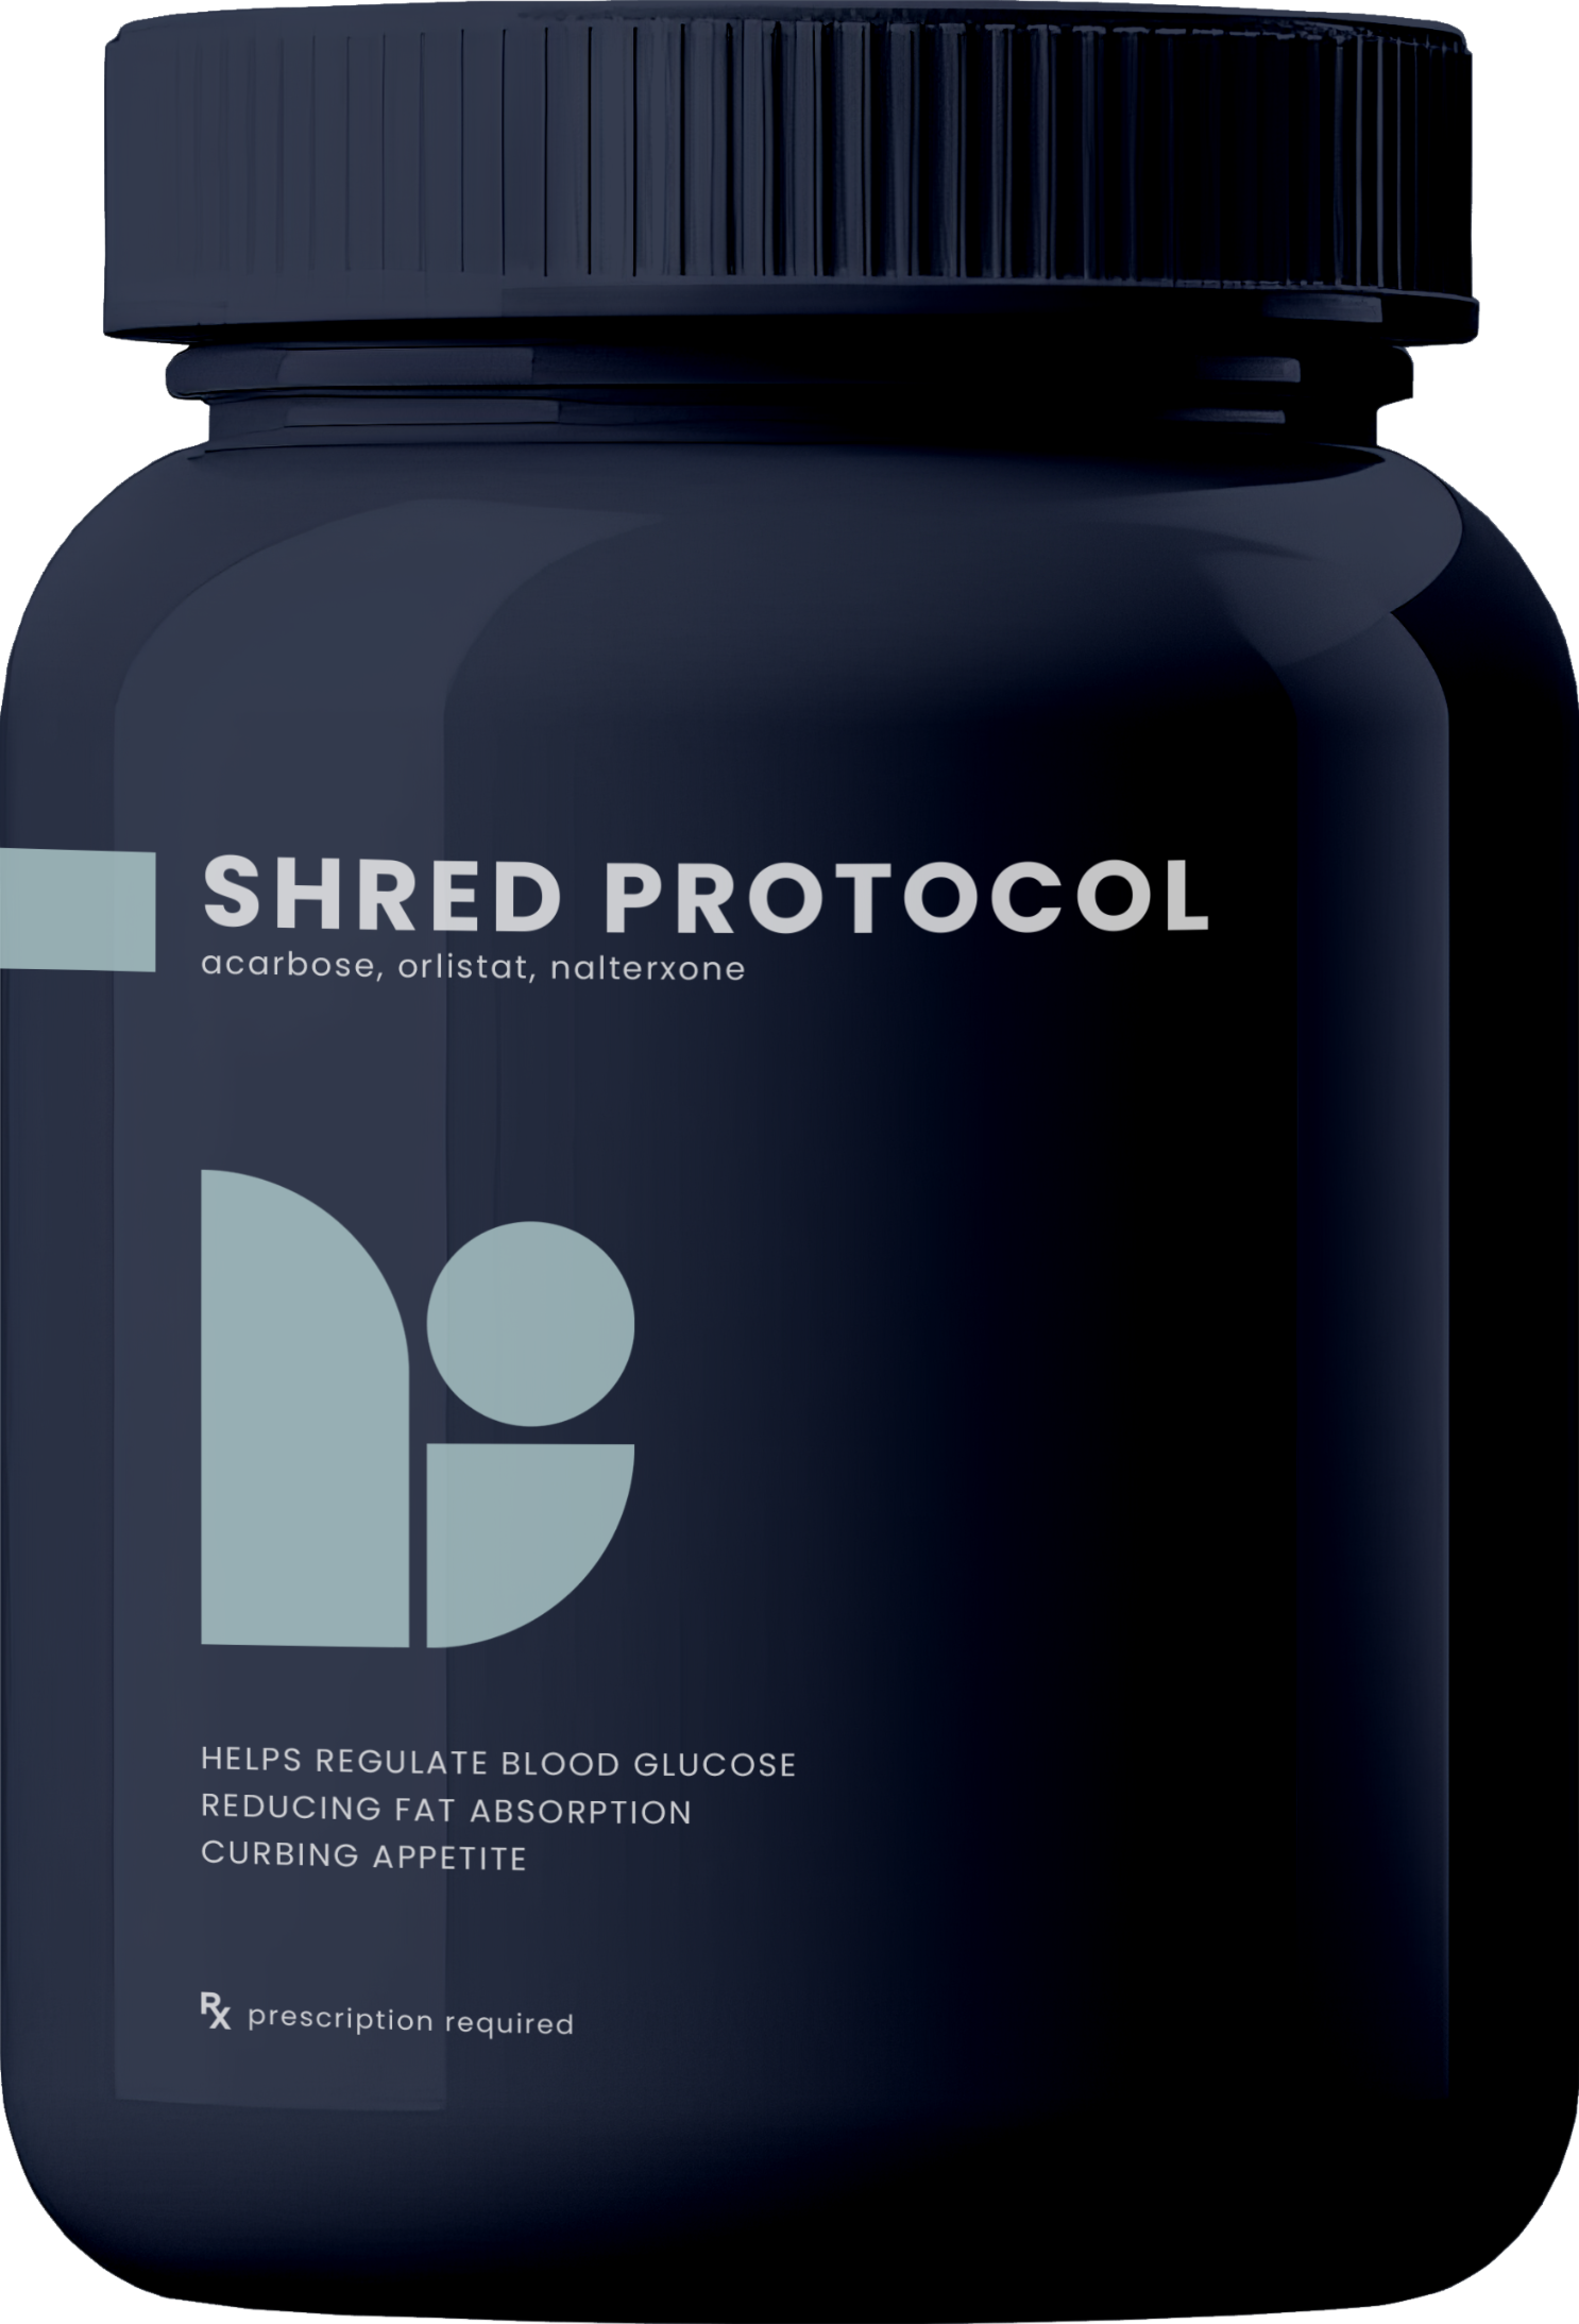 SHRED PROTOCOL
acarbose, orlistat, nalterxone
HELPS REGULATE BLOOD GLUCOSE
REDUCING FAT ABSORPTION
CURBING APPETITE
Rx prescription required